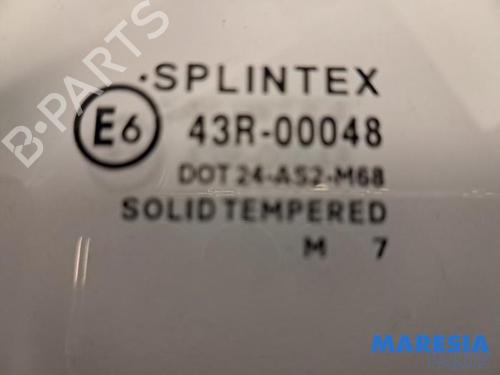 B-PARTS
·SPLINTEX
E6 43R-00048
DOT 24-AS2-M68
SOLID TEMPERED
M 7
MARESIA